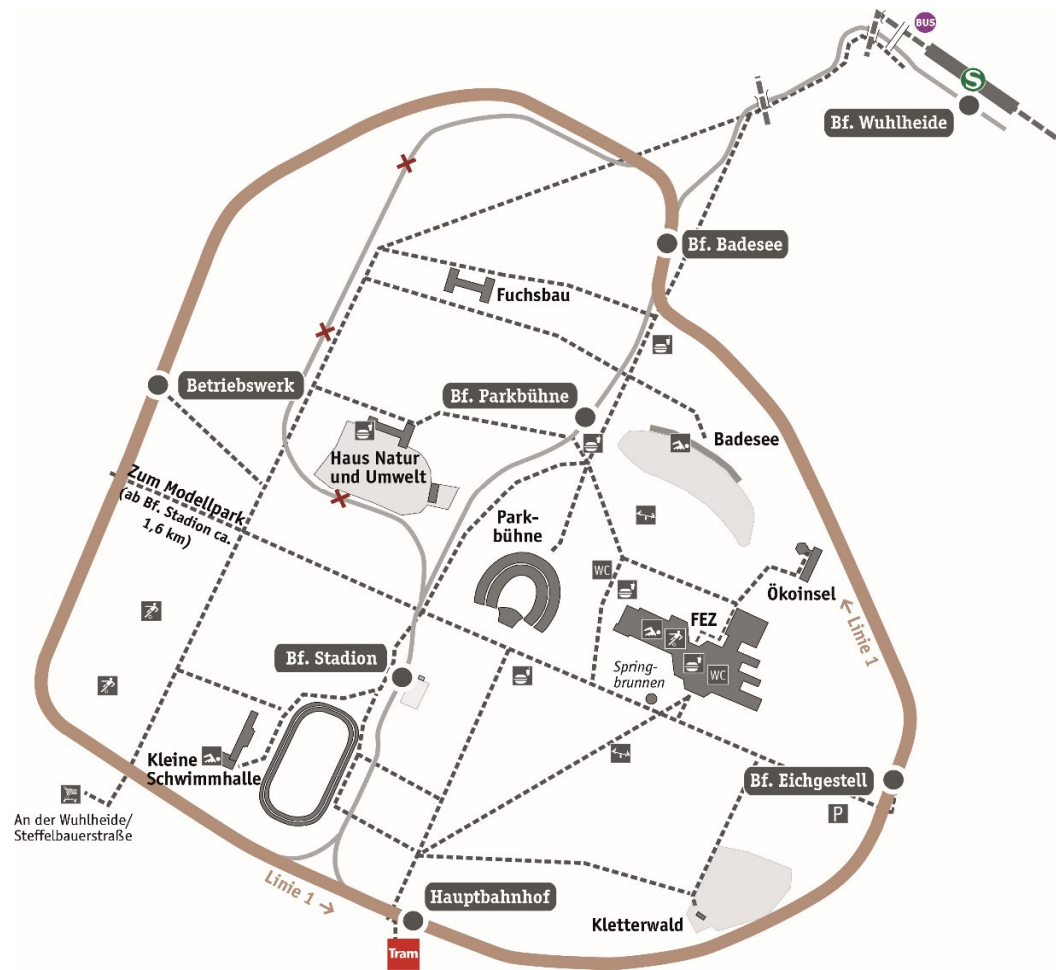 BUS
S
Bf. Wuhlheide
Bf. Badesee
Fuchsbau
Betriebswerk
Bf. Parkbühne
Badesee
Haus Natur
und Umwelt
Zum Modellpark
(ab Bf. Stadion ca.
1,6 km)
Park-
bühne
WC
Ökoinsel
FEZ
← Linie 1
Bf. Stadion
Spring-
brunnen
WC
Kleine
Schwimmhalle
Bf. Eichgestell
P
An der Wuhlheide/
Steffelbauerstraße
Linie 1 →
Hauptbahnhof
Kletterwald
Tram